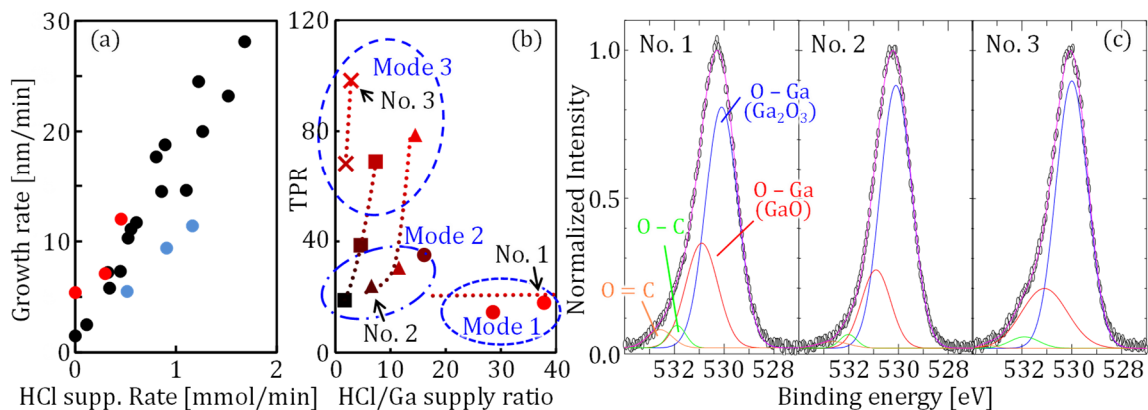 (a)
Growth rate [nm/min]
30
20
10
0
0
1
2
HCl supp. Rate [mmol/min]
(b)
TPR
120
80
40
0
0
10
20
30
40
HCl/Ga supply ratio
Mode 3
No. 3
Mode 2
No. 1
No. 2
Mode 1
(c)
Normalized Intensity
1.0
0.5
0.0
No. 1
No. 2
No. 3
O – Ga
(Ga₂O₃)
O – Ga
(GaO)
O – C
O = C
532 530 528
532 530 528
532 530 528
Binding energy [eV]